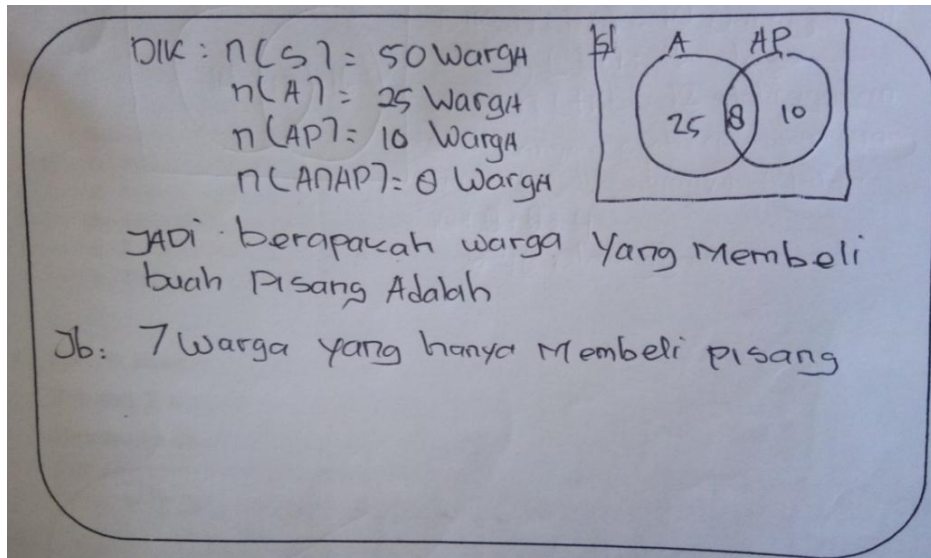 DIK : n(S) = 50 WargA
n(A) = 25 WargA
n(AP) = 10 WargA
n(A∩AP) = 8 WargA
S A AP
25 8 10
JADi berapakah warga Yang Membeli
buah Pisang Adalah
Jb: 7 Warga yang hanya Membeli pisang